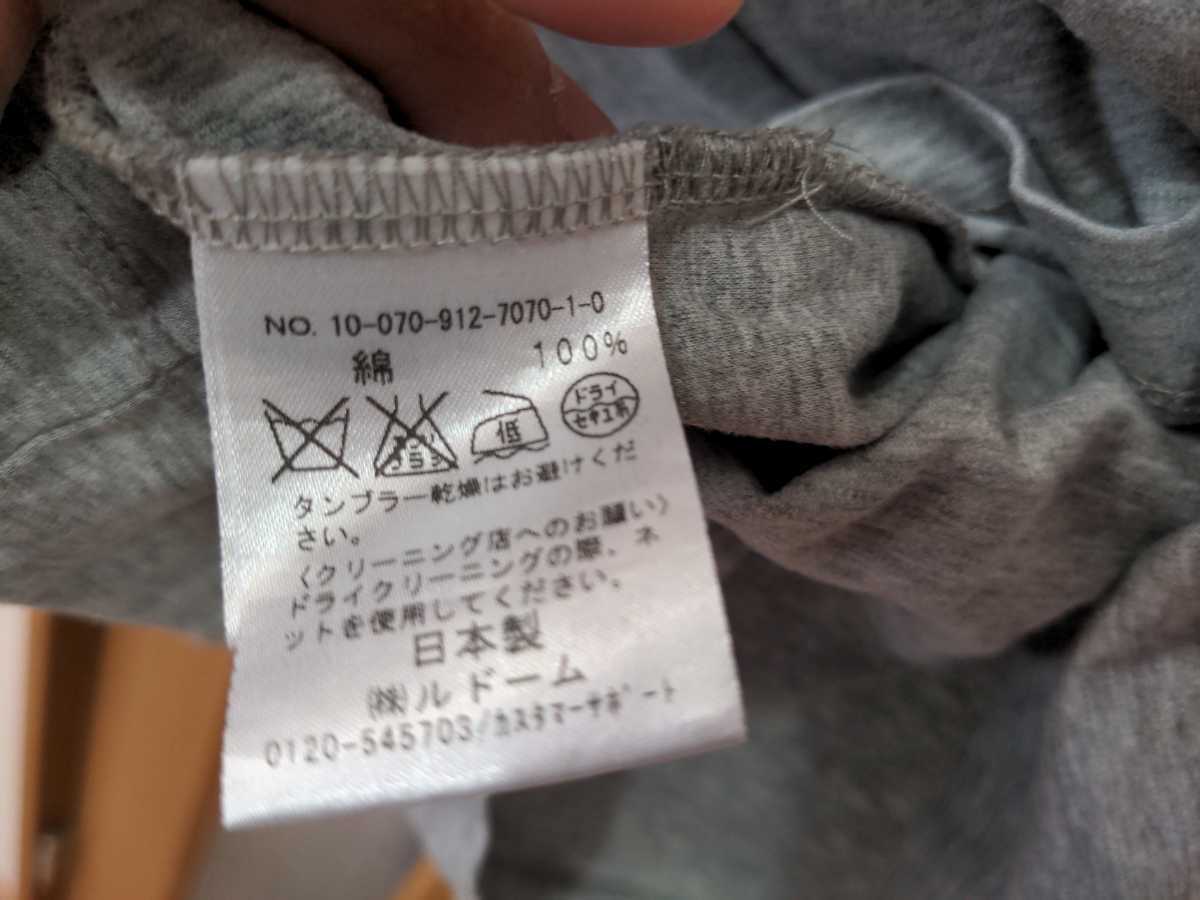 NO. 10-070-912-7070-1-0
綿 100%
低 ドライ
セキユ系
タンブラー乾燥はお避けくだ
さい。
〈クリーニング店へのお願い〉
ドライクリーニングの際、ネ
ットを使用してください。
日本製
㈱ルドーム
0120-545703/カスタマーサポート